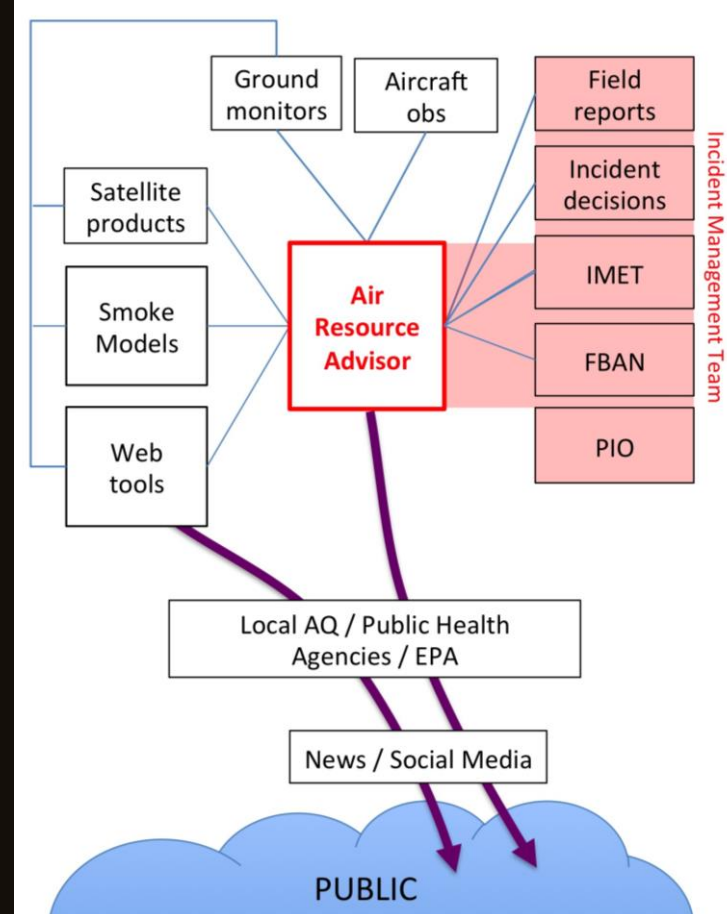 Ground
monitors
Aircraft
obs
Field
reports
Satellite
products
Incident
decisions
Smoke
Models
Air
Resource
Advisor
IMET
FBAN
Web
tools
PIO
Incident Management Team
Local AQ / Public Health
Agencies / EPA
News / Social Media
PUBLIC